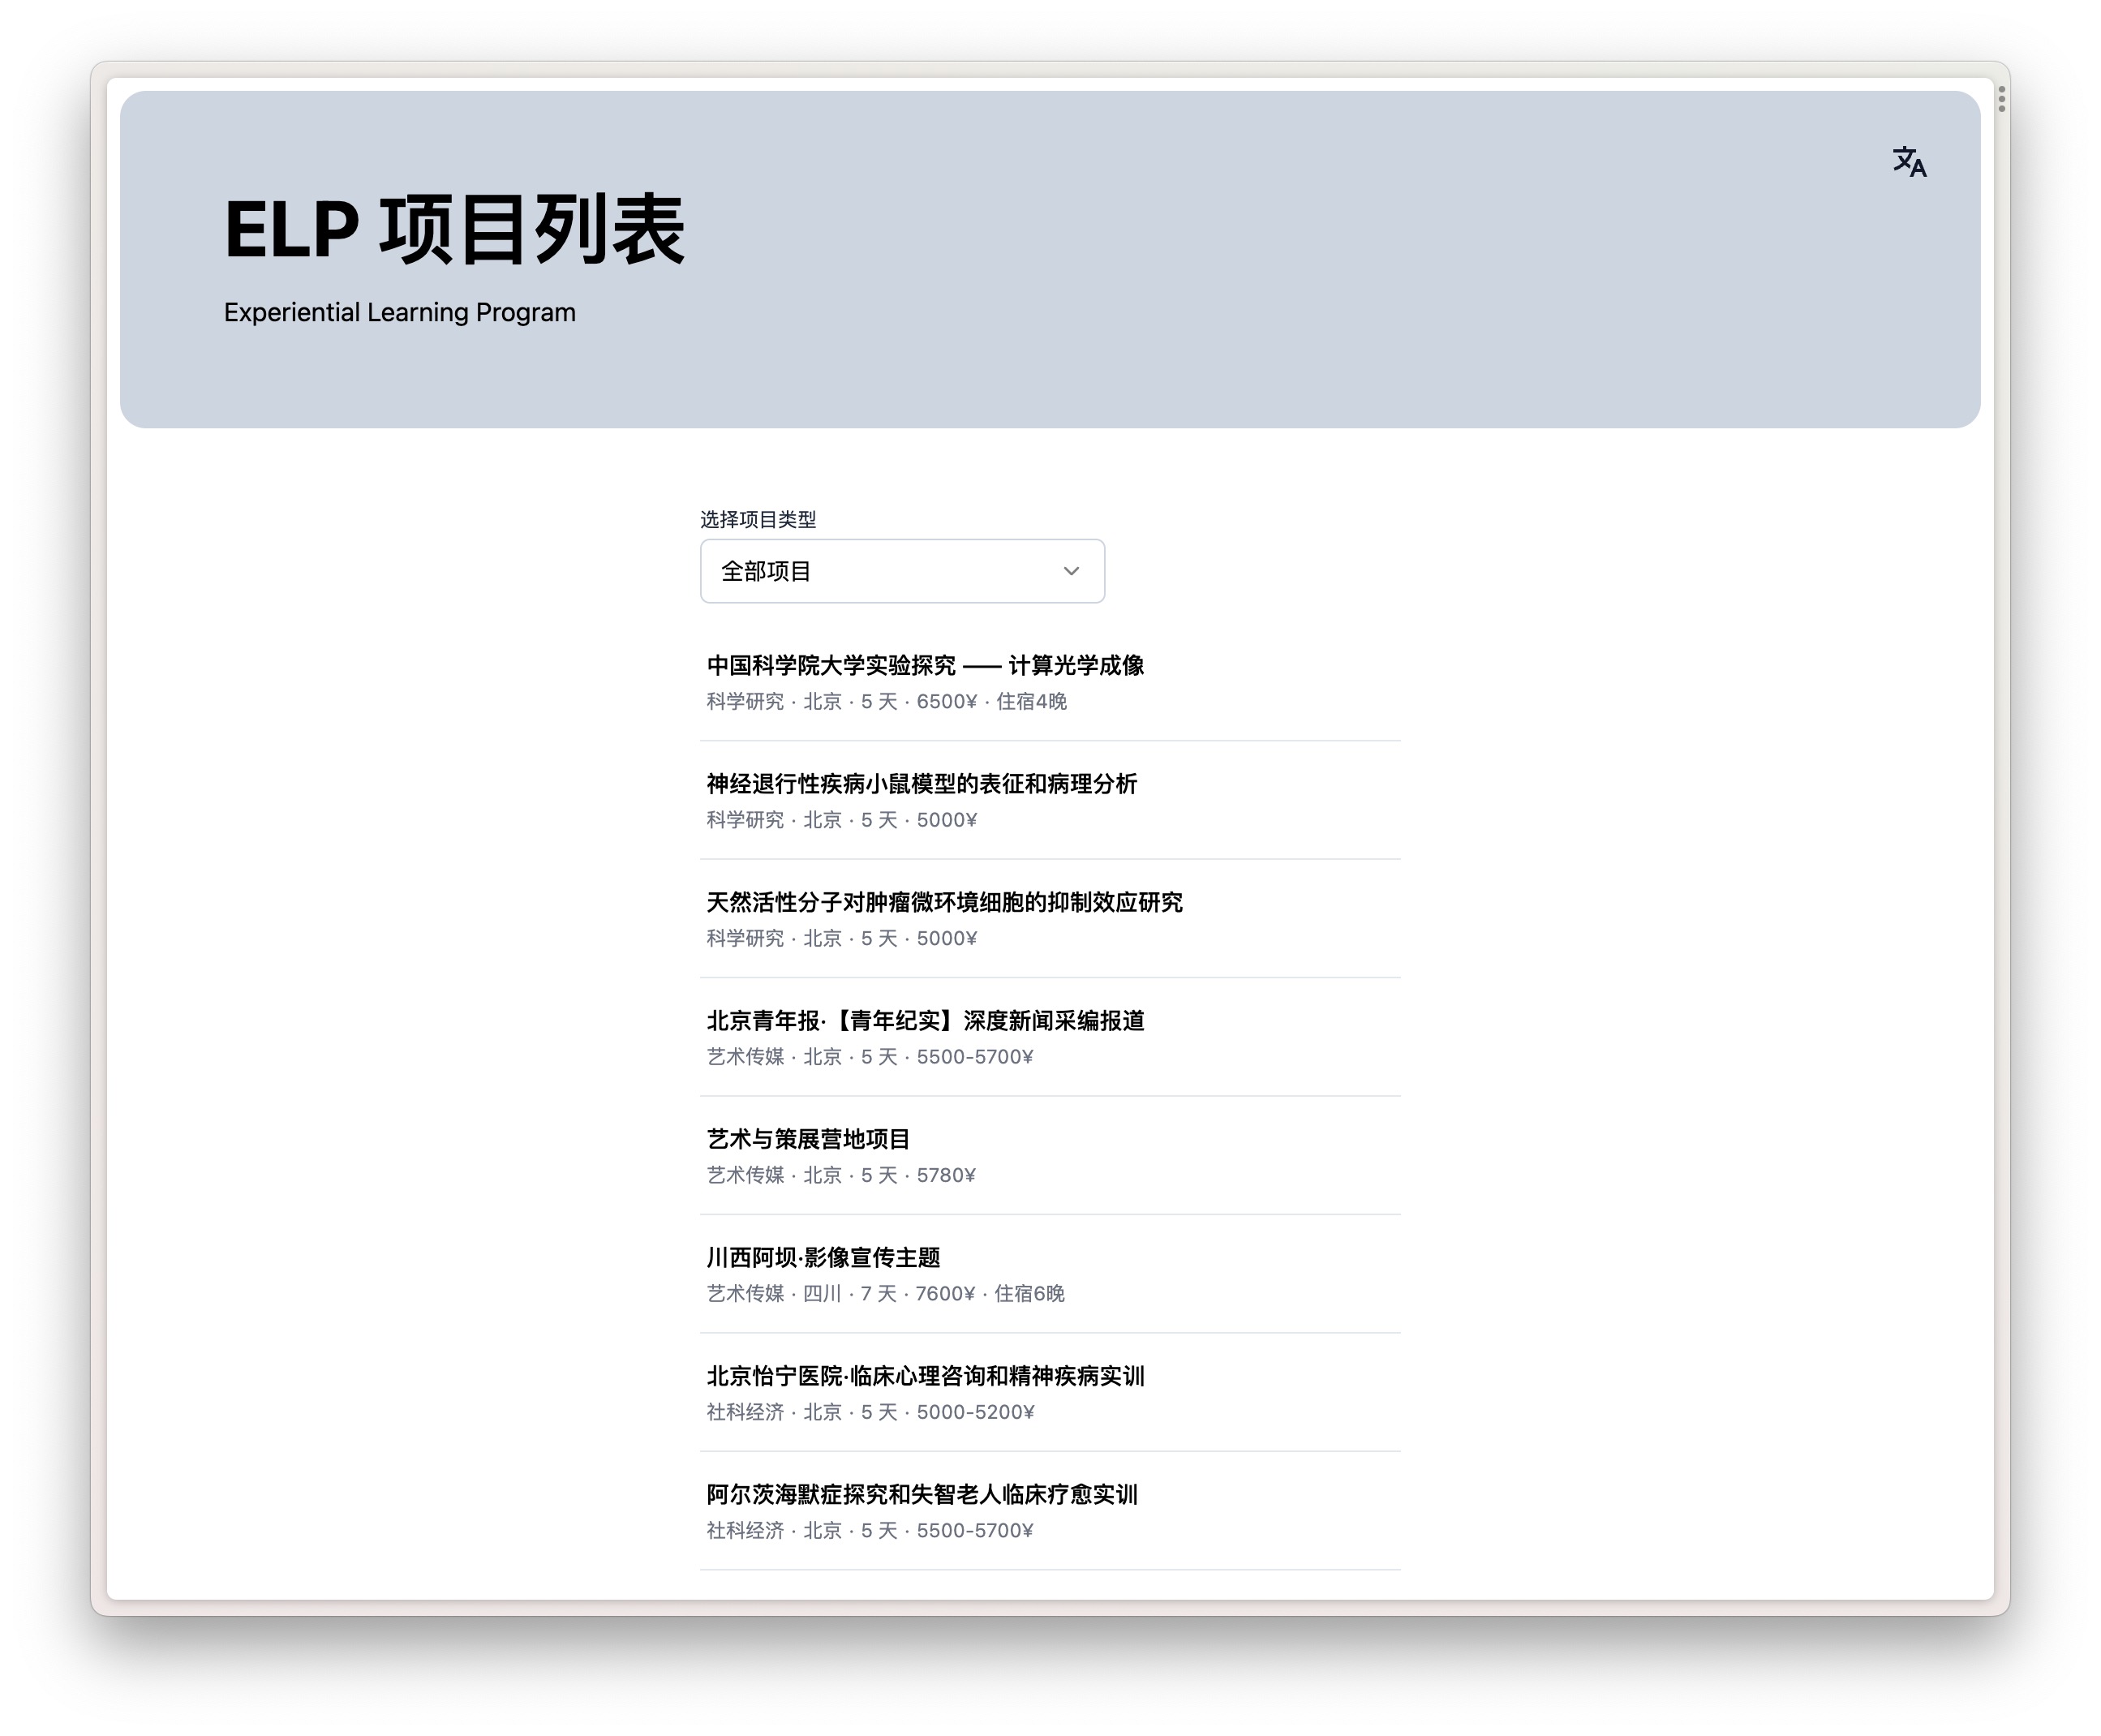 文A
ELP 项目列表
Experiential Learning Program
选择项目类型
全部项目
中国科学院大学实验探究 —— 计算光学成像
科学研究 · 北京 · 5 天 · 6500¥ · 住宿4晚
神经退行性疾病小鼠模型的表征和病理分析
科学研究 · 北京 · 5 天 · 5000¥
天然活性分子对肿瘤微环境细胞的抑制效应研究
科学研究 · 北京 · 5 天 · 5000¥
北京青年报·【青年纪实】深度新闻采编报道
艺术传媒 · 北京 · 5 天 · 5500-5700¥
艺术与策展营地项目
艺术传媒 · 北京 · 5 天 · 5780¥
川西阿坝·影像宣传主题
艺术传媒 · 四川 · 7 天 · 7600¥ · 住宿6晚
北京怡宁医院·临床心理咨询和精神疾病实训
社科经济 · 北京 · 5 天 · 5000-5200¥
阿尔茨海默症探究和失智老人临床疗愈实训
社科经济 · 北京 · 5 天 · 5500-5700¥